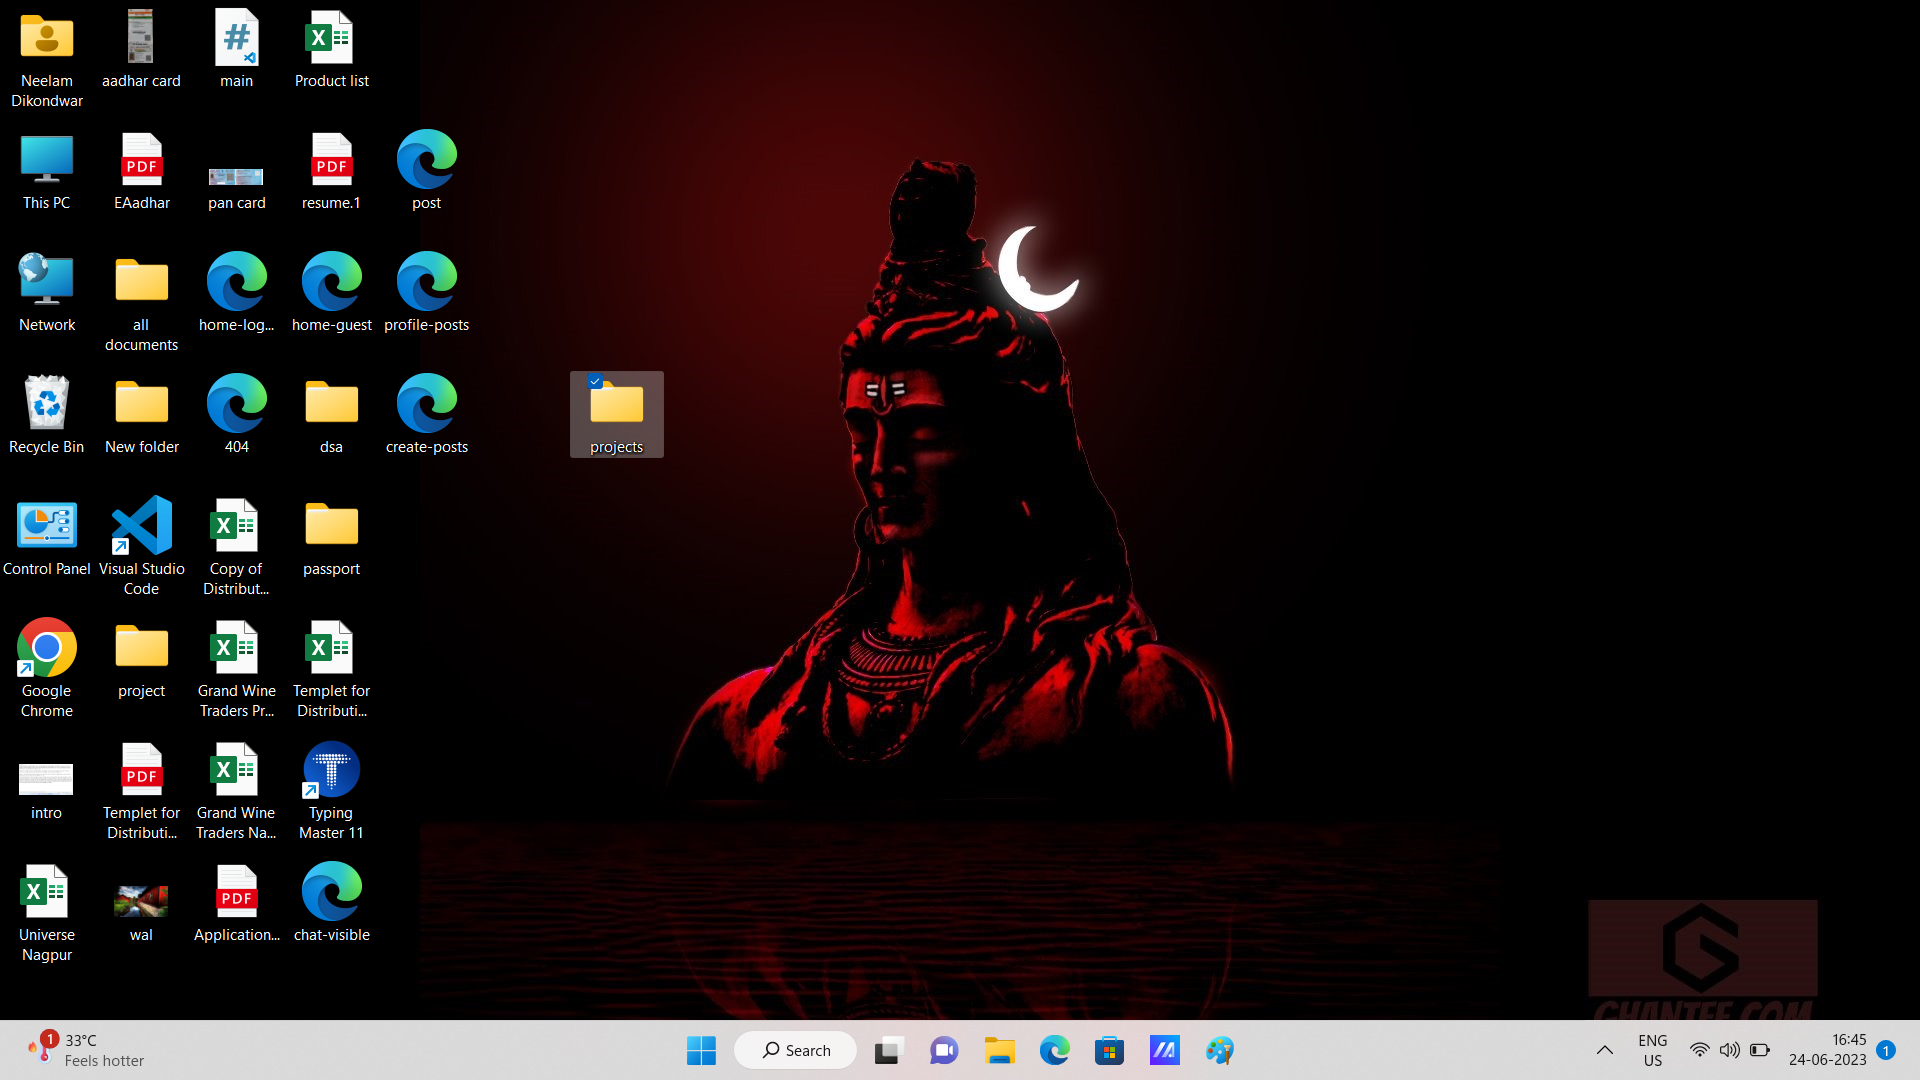 Neelam
Dikondwar
aadhar card
main
Product list
This PC
PDF
EAadhar
pan card
PDF
resume.1
post
Network
all
documents
home-log...
home-guest
profile-posts
Recycle Bin
New folder
404
dsa
create-posts
projects
Control Panel
Visual Studio
Code
Copy of
Distribut...
passport
Google
Chrome
project
Grand Wine
Traders Pr...
Templet for
Distributi...
intro
PDF
Templet for
Distributi...
Grand Wine
Traders Na...
Typing
Master 11
Universe
Nagpur
wal
PDF
Application...
chat-visible
GHANTEE.COM
1
33°C
Feels hotter
Search
ENG
US
16:45
24-06-2023
1